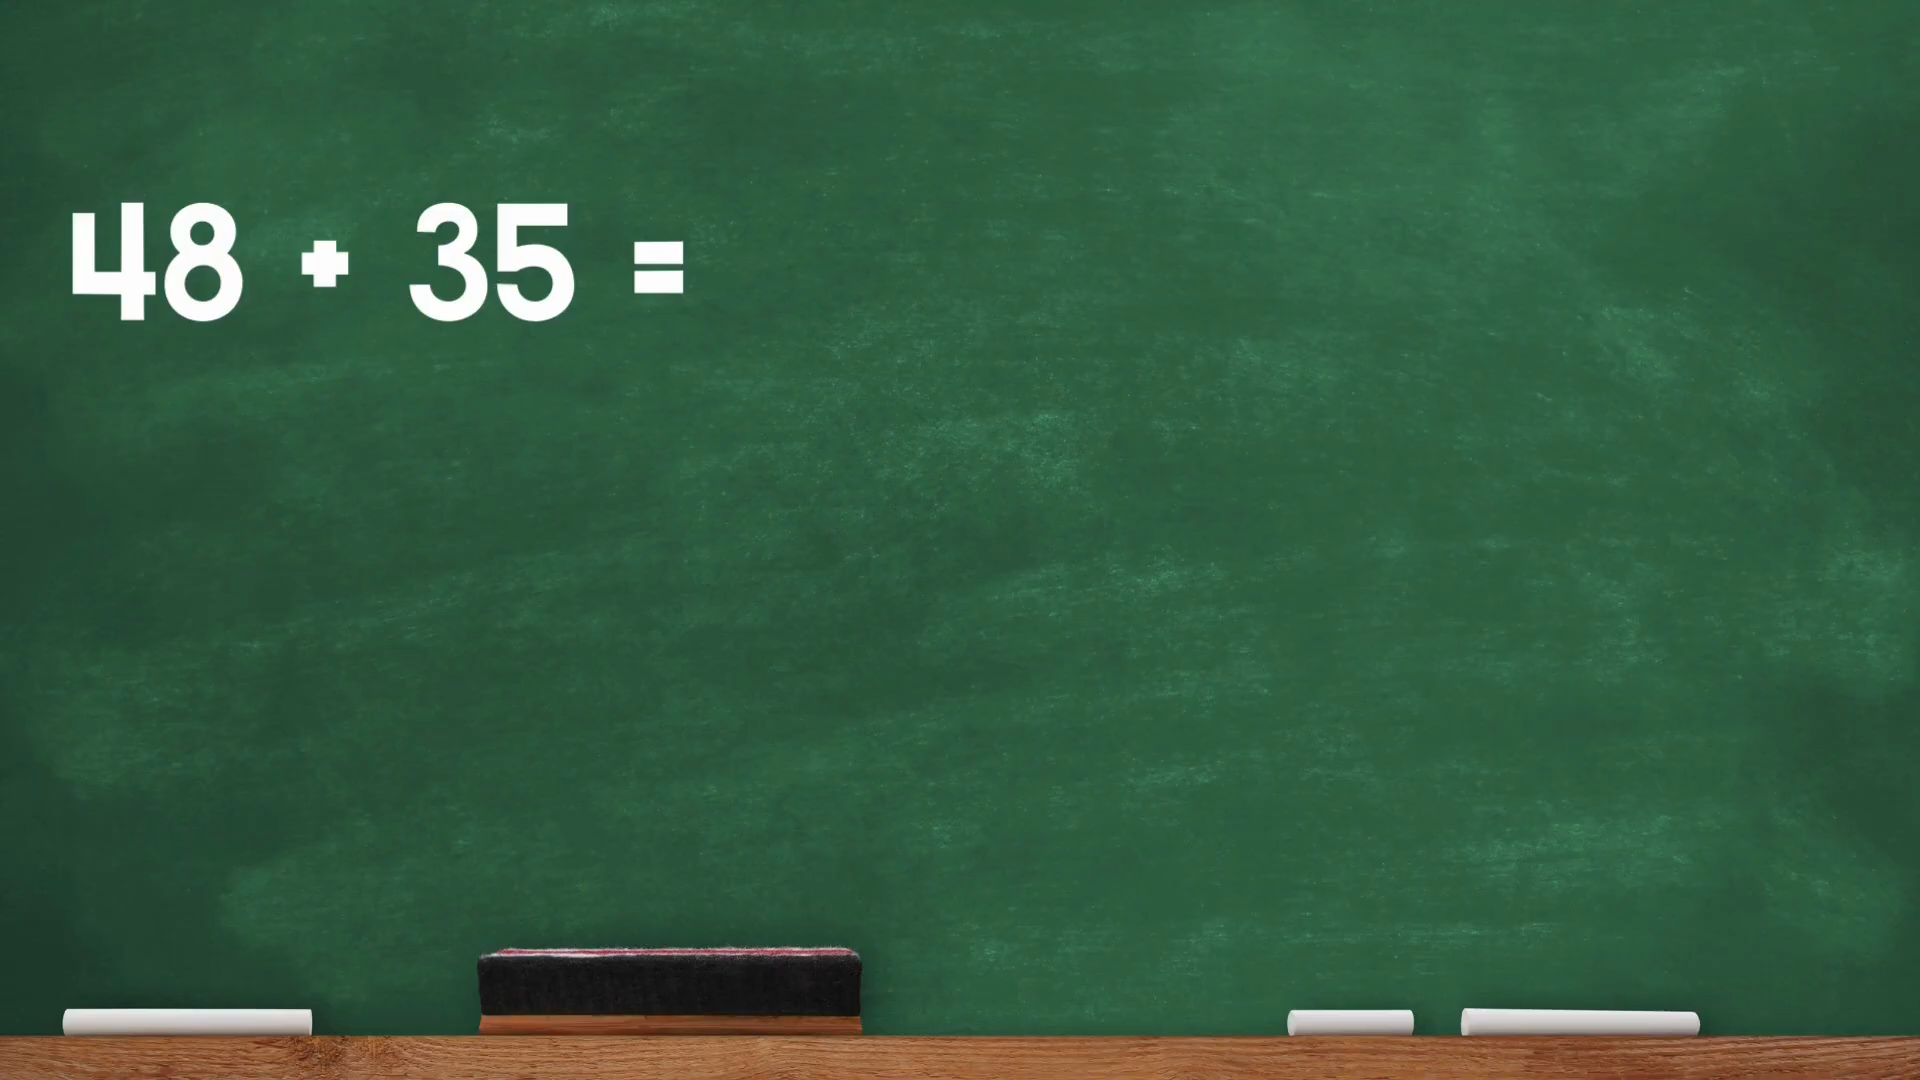 48 + 35 =